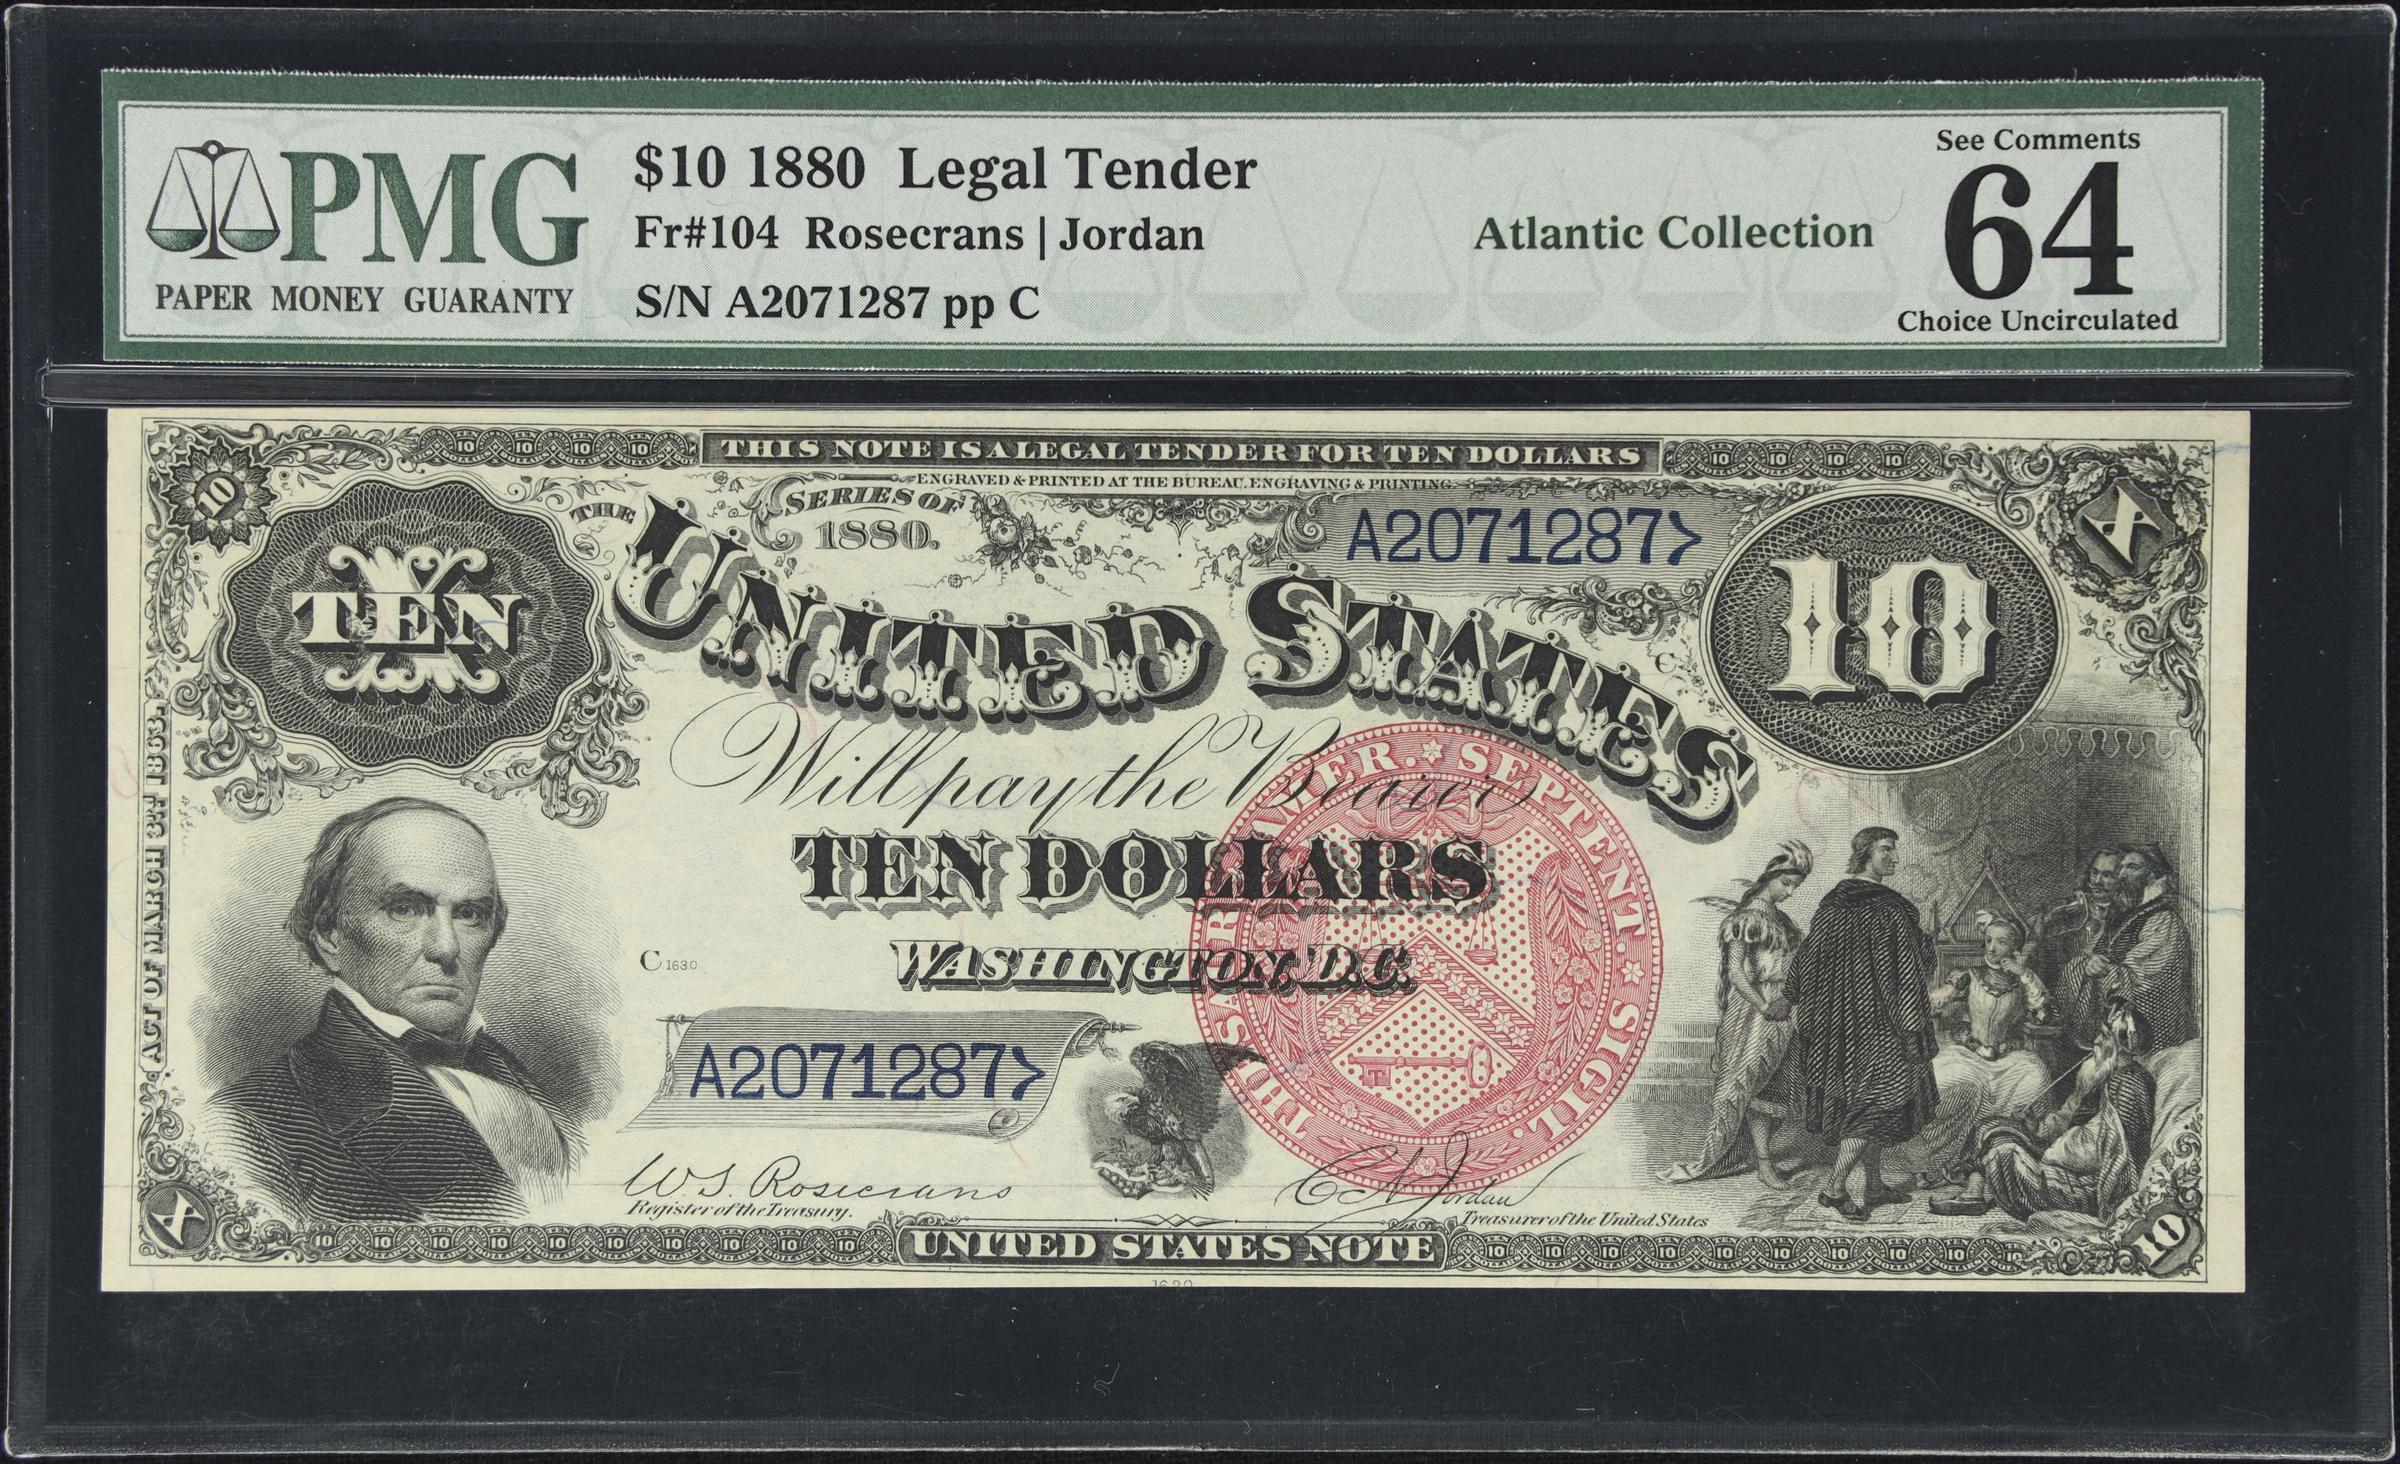 See Comments
PMG
PAPER MONEY GUARANTY
$10 1880 Legal Tender
Fr#104 Rosecrans | Jordan
S/N A2071287 pp C
Atlantic Collection
64
Choice Uncirculated
THIS NOTE IS A LEGAL TENDER FOR TEN DOLLARS
ENGRAVED & PRINTED AT THE BUREAU, ENGRAVING & PRINTING.
10
X
SERIES OF
1880.
A2071287
THE
UNITED STATES
TEN
X
10
C
Will pay the Bearer
TEN DOLLARS
WASHINGTON, D.C.
C 1630
ACT OF MARCH 3rd 1863.
THESAUR. AMER. SEPTENT. SIGIL.
A2071287
W S. Rosecrans
Register of the Treasury.
C N Jordan
Treasurer of the United States
X
UNITED STATES NOTE
10
1630